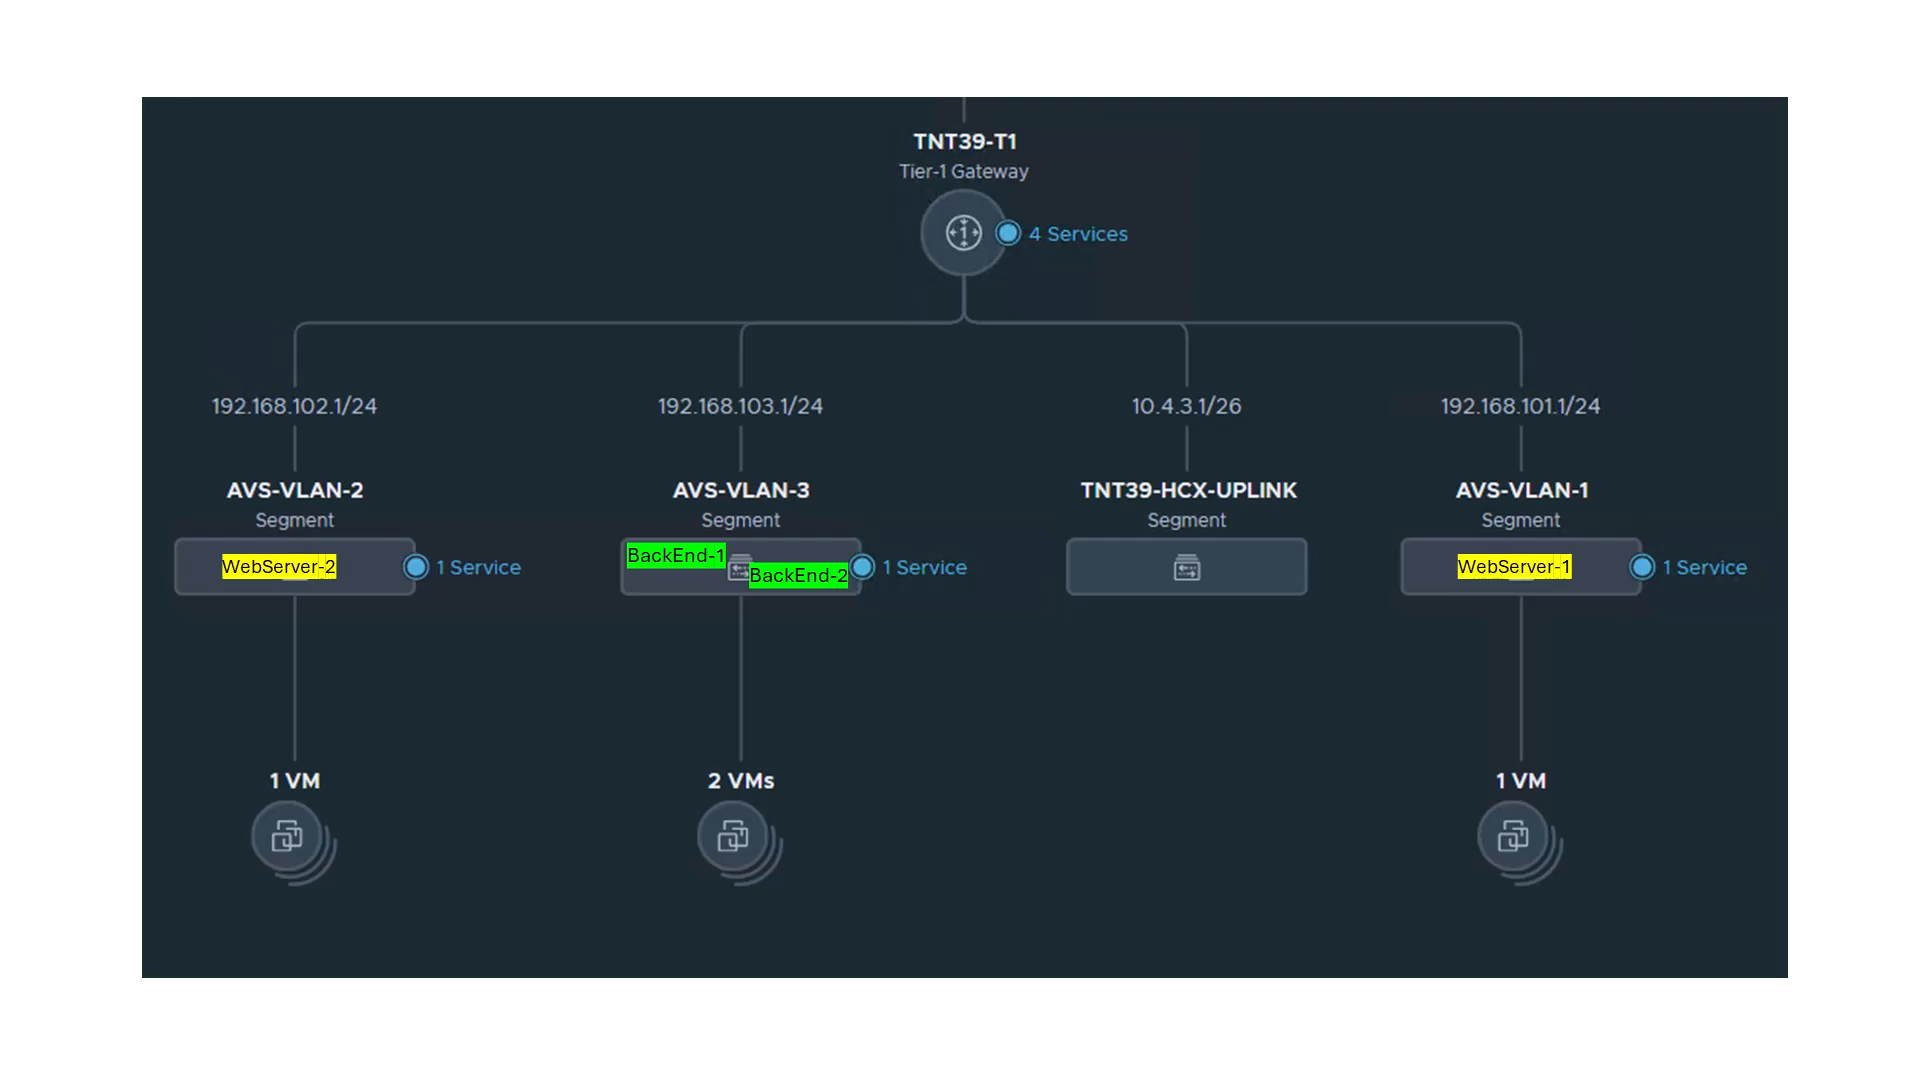 TNT39-T1
Tier-1 Gateway
1
4 Services
192.168.102.1/24
192.168.103.1/24
10.4.3.1/26
192.168.101.1/24
AVS-VLAN-2
Segment
WebServer-2
1 Service
AVS-VLAN-3
Segment
BackEnd-1
BackEnd-2
1 Service
TNT39-HCX-UPLINK
Segment
AVS-VLAN-1
Segment
WebServer-1
1 Service
1 VM
2 VMs
1 VM